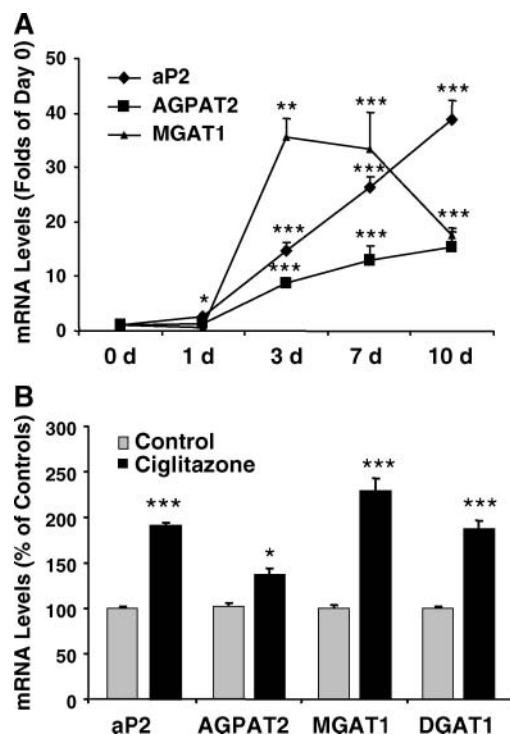 A
mRNA Levels (Folds of Day 0)
50
40
30
20
10
0
aP2
AGPAT2
MGAT1
*
**
***
***
***
***
***
***
***
0 d 1 d 3 d 7 d 10 d
B
mRNA Levels (% of Controls)
300
250
200
150
100
50
0
Control
Ciglitazone
***
*
***
***
aP2 AGPAT2 MGAT1 DGAT1